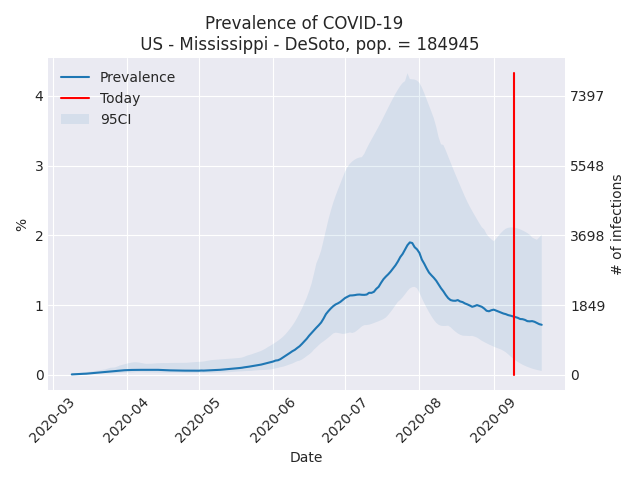 Prevalence of COVID-19
US - Mississippi - DeSoto, pop. = 184945
Prevalence
Today
95CI
4
3
2
1
0
%
7397
5548
3698
1849
0
# of infections
2020-03
2020-04
2020-05
2020-06
2020-07
2020-08
2020-09
Date